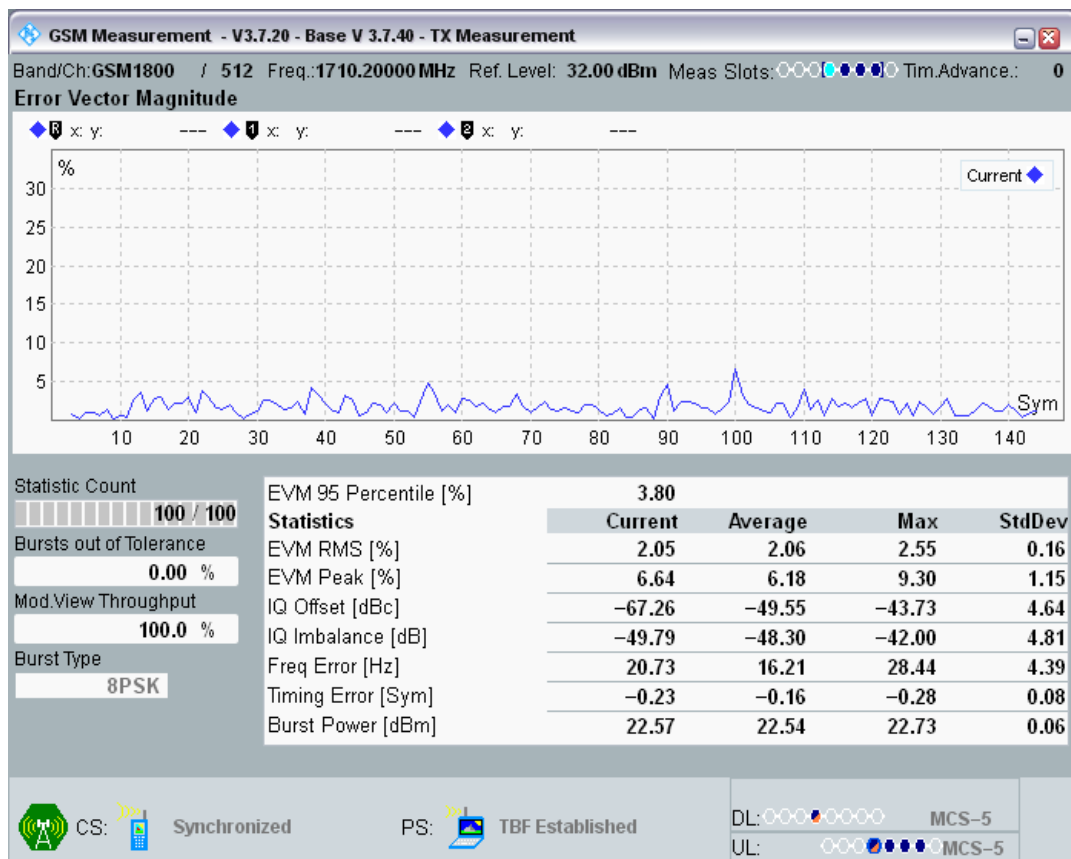 GSM Measurement - V3.7.20 - Base V 3.7.40 - TX Measurement
Band/Ch:GSM1800 / 512 Freq.:1710.20000 MHz Ref. Level: 32.00 dBm Meas Slots: Tim.Advance.: 0
Error Vector Magnitude
R x: y: --- 1 x: y: --- 2 x: y: ---
%
Current
30
25
20
15
10
5
Sym
10 20 30 40 50 60 70 80 90 100 110 120 130 140
Statistic Count
100 / 100
Bursts out of Tolerance
0.00 %
Mod.View Throughput
100.0 %
Burst Type
8PSK
EVM 95 Percentile [%] 3.80
Statistics Current Average Max StdDev
EVM RMS [%] 2.05 2.06 2.55 0.16
EVM Peak [%] 6.64 6.18 9.30 1.15
IQ Offset [dBc] −67.26 −49.55 −43.73 4.64
IQ Imbalance [dB] −49.79 −48.30 −42.00 4.81
Freq Error [Hz] 20.73 16.21 28.44 4.39
Timing Error [Sym] −0.23 −0.16 −0.28 0.08
Burst Power [dBm] 22.57 22.54 22.73 0.06
CS: Synchronized PS: TBF Established
DL: MCS−5
UL: MCS−5